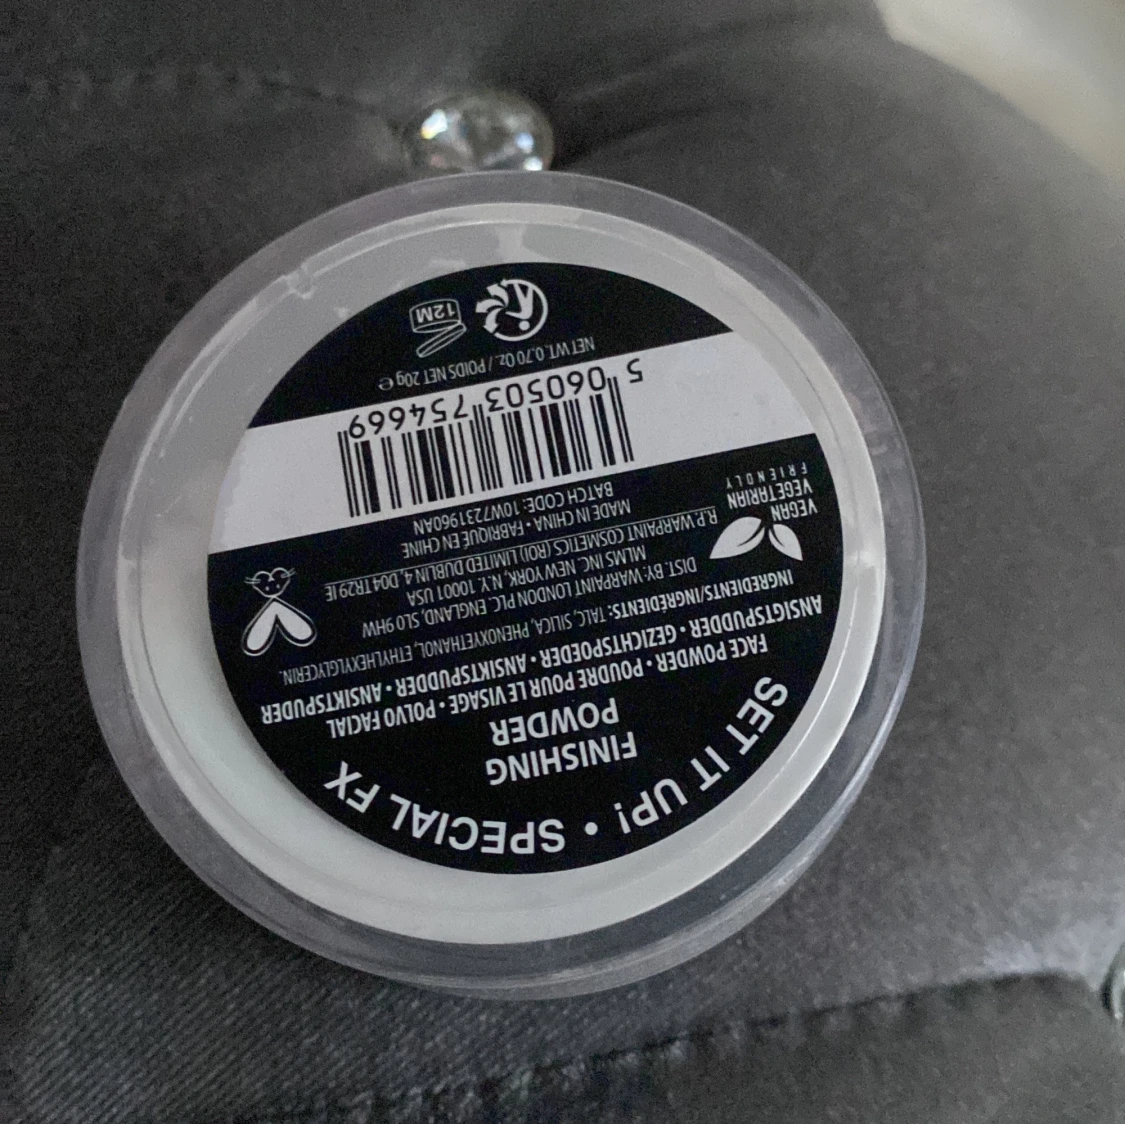 SET IT UP! • SPECIAL FX
FINISHING
POWDER
FACE POWDER • POUDRE POUR LE VISAGE • POLVO FACIAL
ANSIGTSPUDDER • GEZICHTSPOEDER • ANSIKTSPUDDER • ANSIKTSPUDER
INGREDIENTS/INGRÉDIENTS: TALC, SILICA, PHENOXYETHANOL, ETHYLHEXYLGLYCERIN.
DIST. BY. WARPAINT LONDON PLC. ENGLAND, SL0 9HW
MLMS INC. NEW YORK, N.Y. 10001 USA
R.P. WARPAINT COSMETICS (ROI) LIMITED DUBLIN 4, D04 TR29 IE
MADE IN CHINA • FABRIQUÉ EN CHINE
BATCH CODE: 10W7231960AN
VEGAN
VEGETARIAN
FRIENDLY
5 060503 754669
NET WT. 0.70 Oz. / POIDS NET 20g e
12M